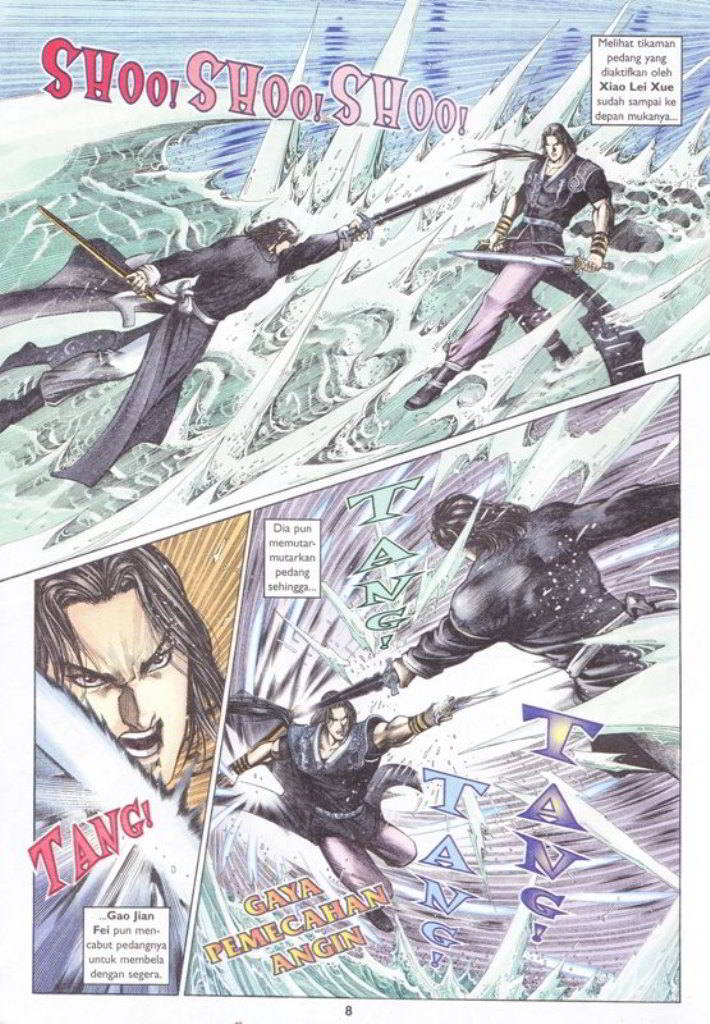 SHOO! SHOO! SHOO!
Melihat tikaman
pedang yang
diaktifkan oleh
Xiao Lei Xue
sudah sampai ke
depan mukanya...
TANG!
...Gao Jian
Fei pun men-
cabut pedangnya
untuk membela
dengan segera.
Dia pun
memutar-
mutarkan
pedang
sehingga...
TANG!
TANG!
TANG!
GAYA
PEMECAHAN
ANGIN
8